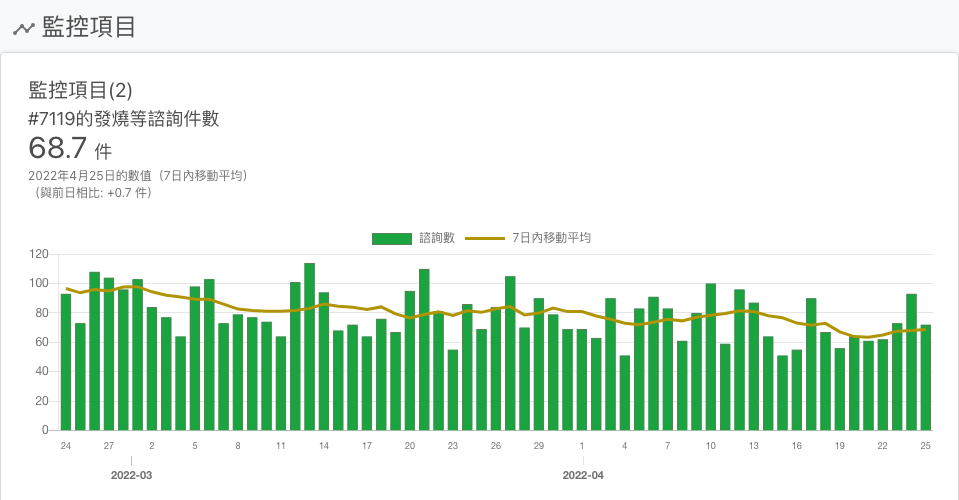 監控項目
監控項目(2)
#7119的發燒等諮詢件數
68.7 件
2022年4月25日的數值（7日內移動平均）
（與前日相比: +0.7 件）
諮詢數 7日內移動平均
120
100
80
60
40
20
0
24 27 2 5 8 11 14 17 20 23 26 29 1 4 7 10 13 16 19 22 25
2022-03 2022-04